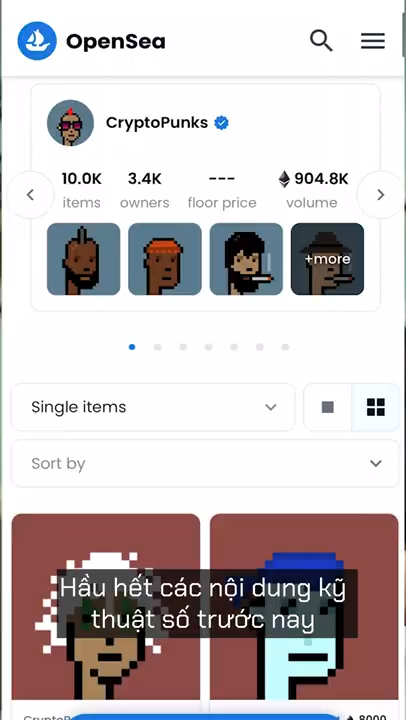 OpenSea
CryptoPunks
10.0K 3.4K --- 904.8K
items owners floor price volume
+more
Single items
Sort by
Hầu hết các nội dung kỹ
thuật số trước nay
8000